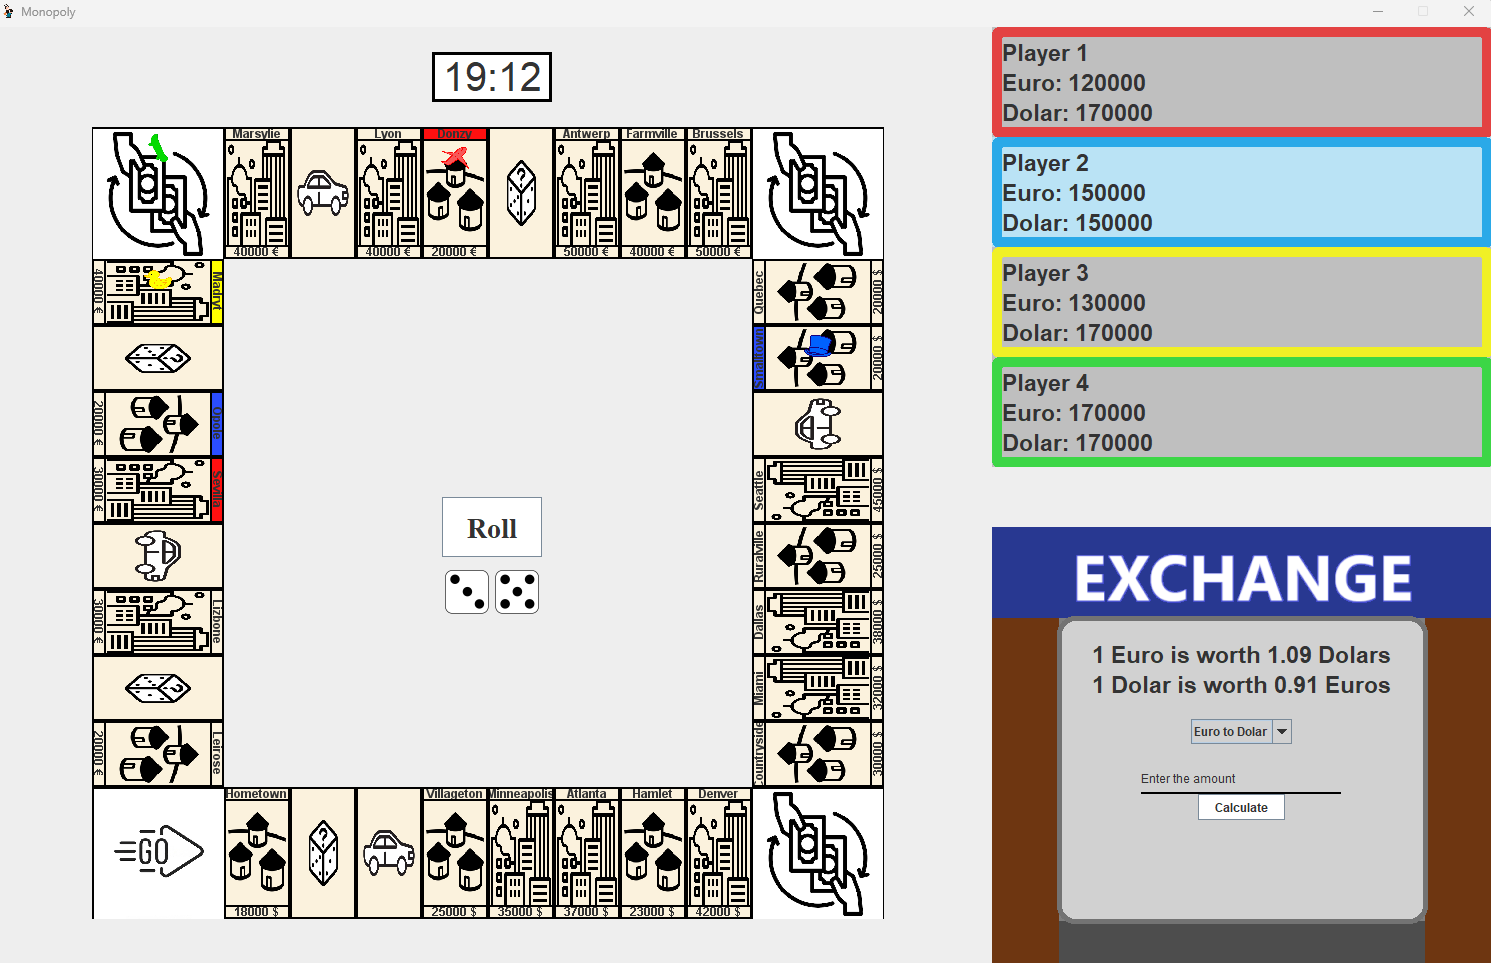 Monopoly
19:12
Player 1
Euro: 120000
Dolar: 170000
Player 2
Euro: 150000
Dolar: 150000
Player 3
Euro: 130000
Dolar: 170000
Player 4
Euro: 170000
Dolar: 170000
Marsylie
Lyon
Donzy
Antwerp
Farmville
Brussels
40000 €
40000 €
20000 €
50000 €
40000 €
50000 €
Madryt
40000 €
Opole
20000 €
Sevilla
30000 €
Lizbone
30000 €
Leirose
20000 €
Quebec
20000 $
Smalltown
20000 $
Seattle
45000 $
Ruralville
25000 $
Dallas
38000 $
Miami
32000 $
Countryside
30000 $
Roll
GO
Hometown
Villageton
Minneapolis
Atlanta
Hamlet
Denver
18000 $
25000 $
35000 $
37000 $
23000 $
42000 $
EXCHANGE
1 Euro is worth 1.09 Dolars
1 Dolar is worth 0.91 Euros
Euro to Dolar
Enter the amount
Calculate